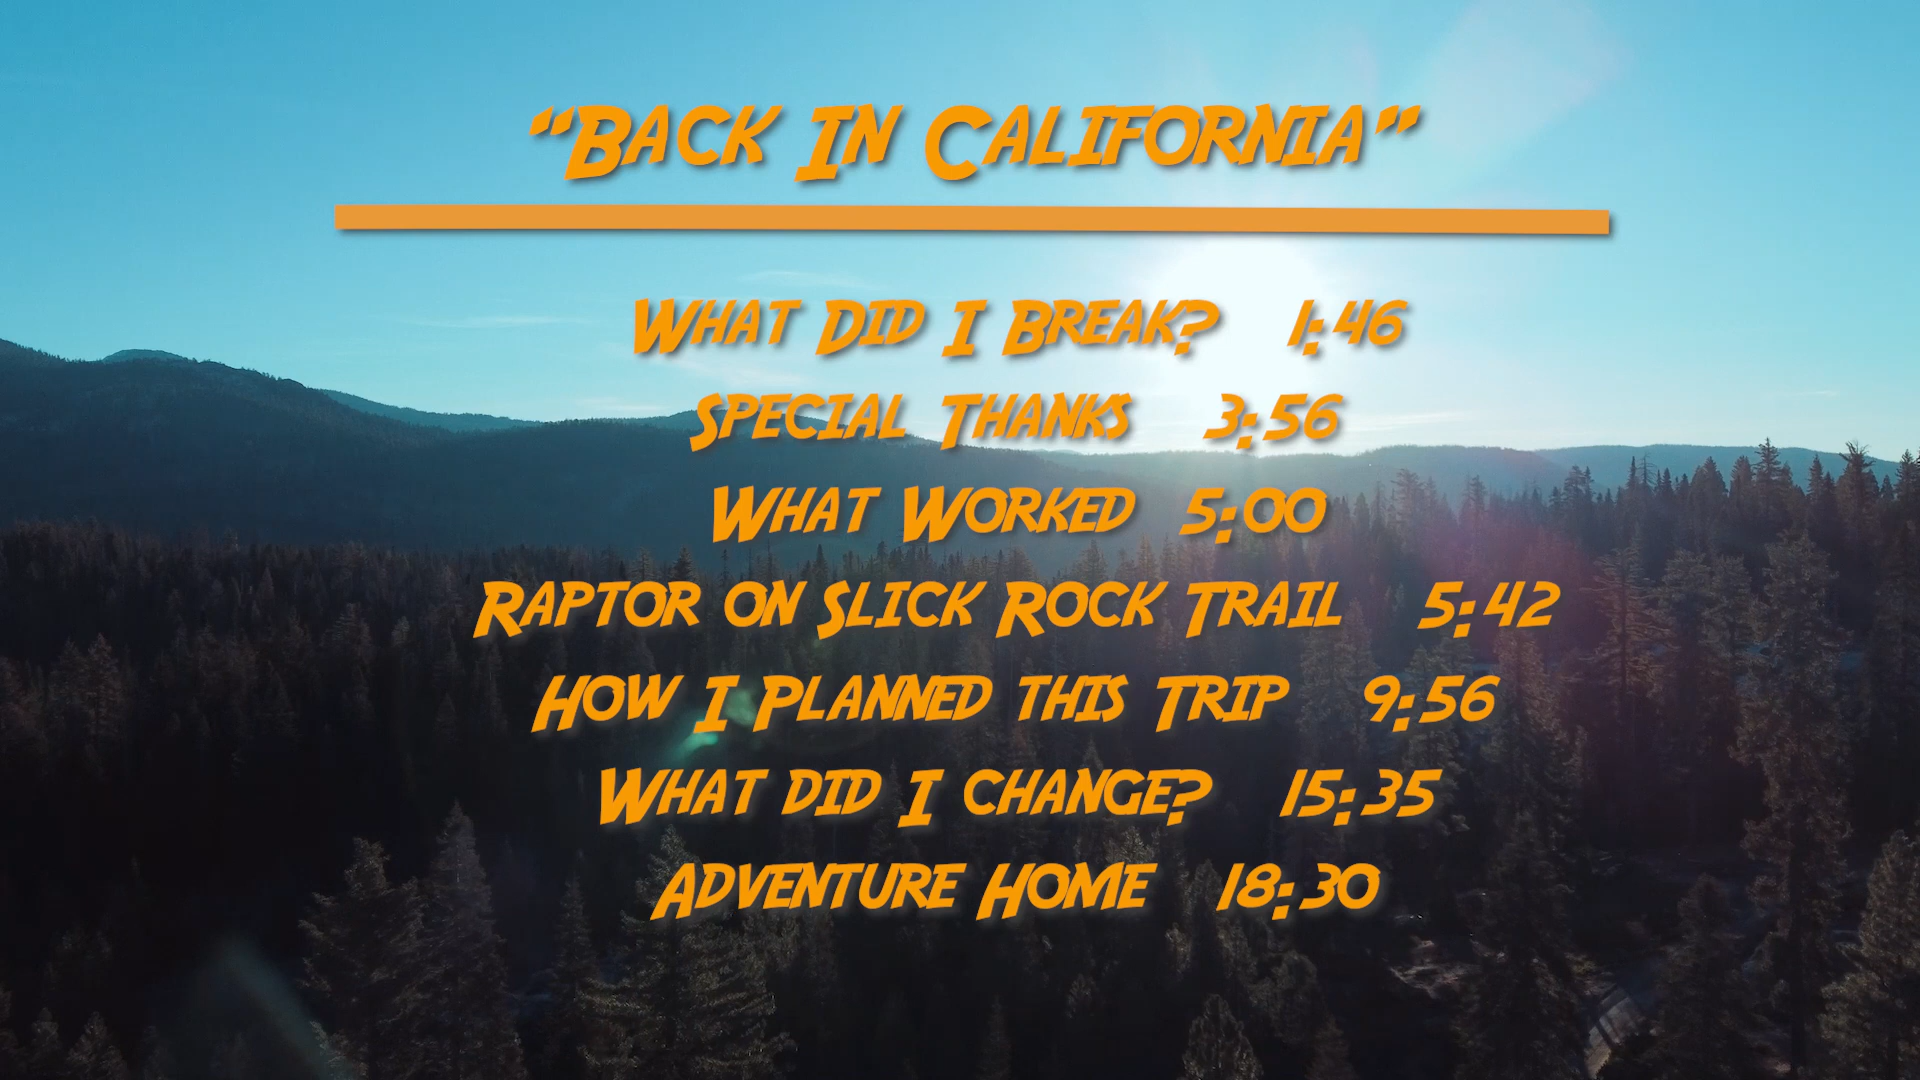 “Back In California”
What Did I Break? 1:46
Special Thanks 3:56
What Worked 5:00
Raptor on Slick Rock Trail 5:42
How I Planned this Trip 9:56
What did I change? 15:35
Adventure Home 18:30